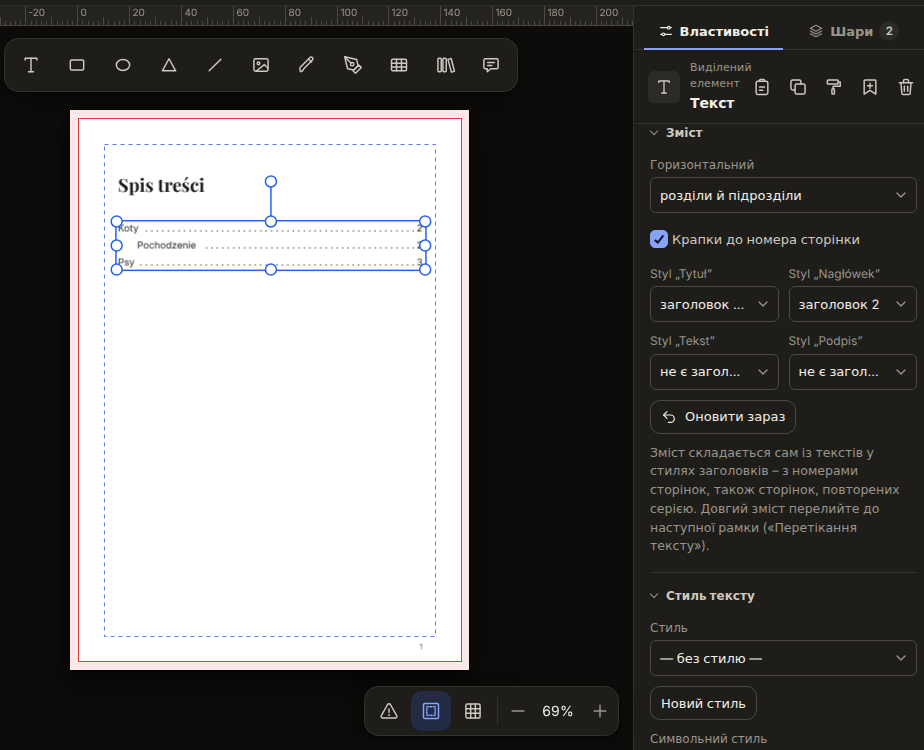 -20 0 20 40 60 80 100 120 140 160 180 200
Властивості
Шари 2
Виділений
елемент
Текст
Зміст
Горизонтальний
розділи й підрозділи
Крапки до номера сторінки
Styl „Tytuł” Styl „Nagłówek”
заголовок ... заголовок 2
Styl „Tekst” Styl „Podpis”
не є загол... не є загол...
Оновити зараз
Зміст складається сам із текстів у
стилях заголовків – з номерами
сторінок, також сторінок, повторених
серією. Довгий зміст перелийте до
наступної рамки («Перетікання
тексту»).
Стиль тексту
Стиль
— без стилю —
Новий стиль
Символьний стиль
Spis treści
Koty 2
Pochodzenie 2
Psy 3
1
69%